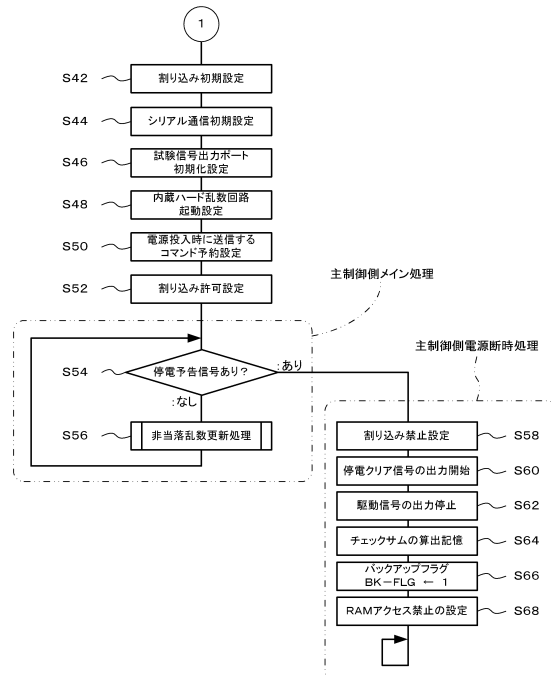 1
S42
割り込み初期設定
S44
シリアル通信初期設定
S46
試験信号出力ポート
初期化設定
S48
内蔵ハード乱数回路
起動設定
S50
電源投入時に送信する
コマンド予約設定
S52
割り込み許可設定
主制御側メイン処理
S54
停電予告信号あり?
:あり
:なし
S56
非当落乱数更新処理
主制御側電源断時処理
割り込み禁止設定
S58
停電クリア信号の出力開始
S60
駆動信号の出力停止
S62
チェックサムの算出記憶
S64
バックアップフラグ
BK-FLG ← 1
S66
RAMアクセス禁止の設定
S68